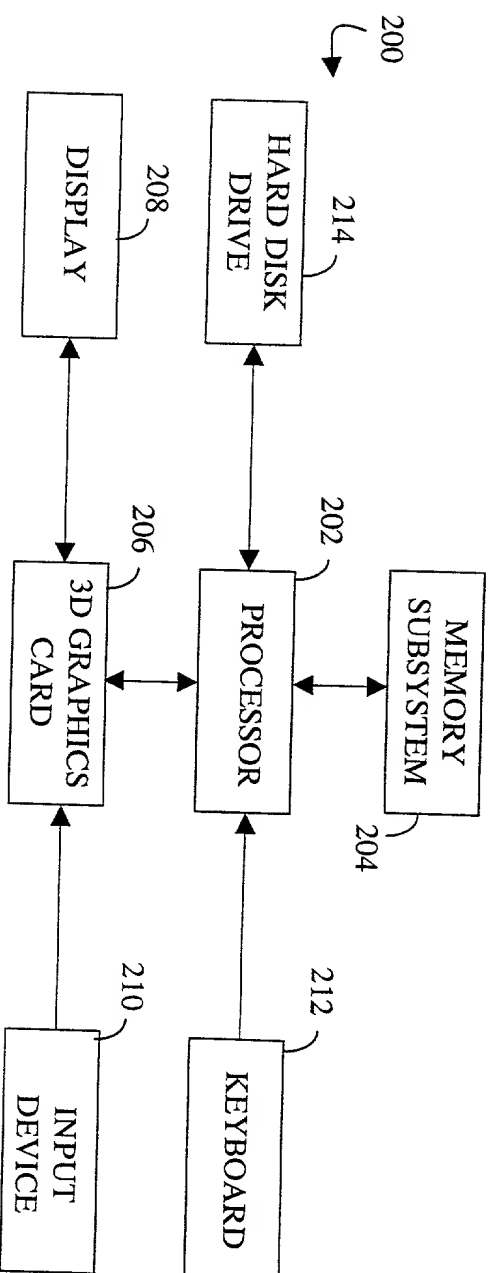 200
MEMORY
SUBSYSTEM
204
HARD DISK
DRIVE
214
PROCESSOR
202
KEYBOARD
212
DISPLAY
208
3D GRAPHICS
CARD
206
INPUT
DEVICE
210